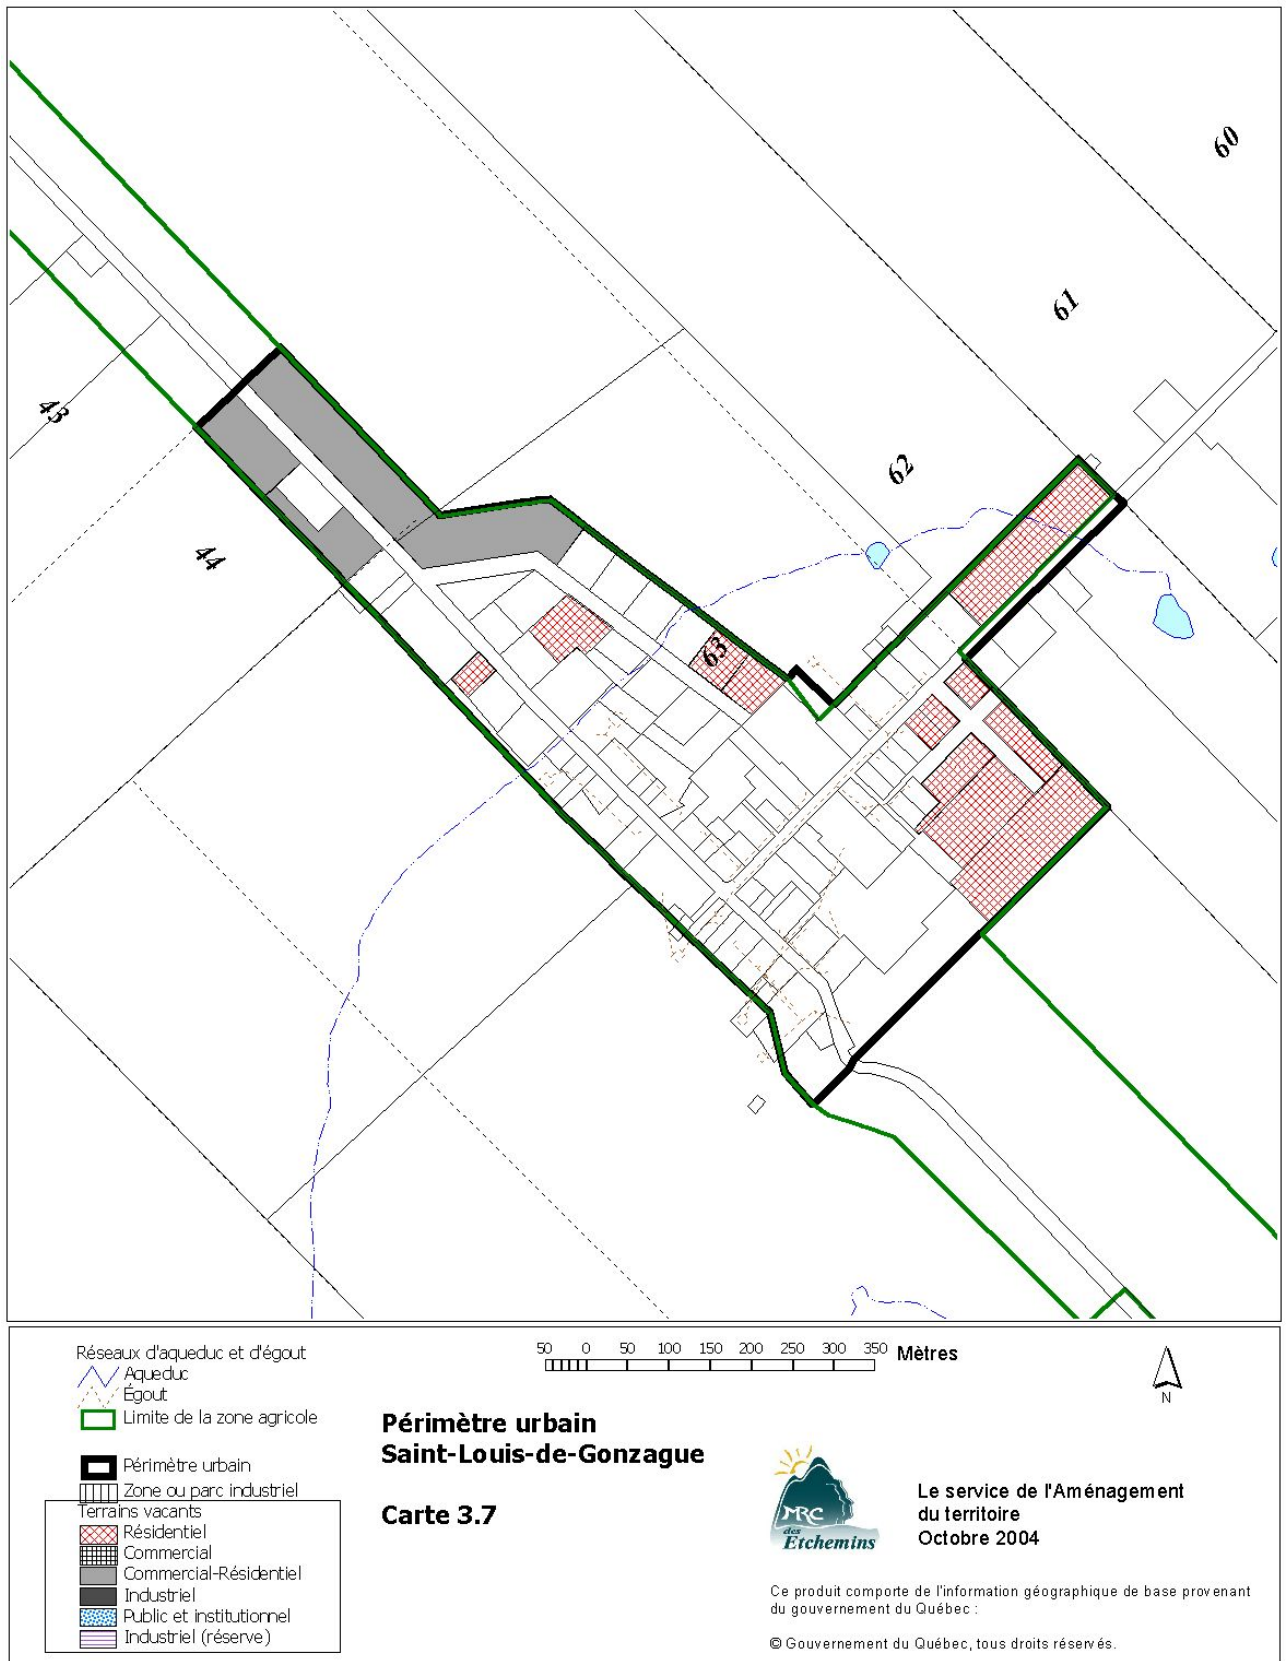 60
61
62
43
44
63
Réseaux d'aqueduc et d'égout
Aqueduc
Égout
Limite de la zone agricole
Périmètre urbain
Zone ou parc industriel
Terrains vacants
Résidentiel
Commercial
Commercial-Résidentiel
Industriel
Public et institutionnel
Industriel (réserve)
50 0 50 100 150 200 250 300 350 Mètres
N
Périmètre urbain
Saint-Louis-de-Gonzague
Carte 3.7
MRC
des
Etchemins
Le service de l'Aménagement
du territoire
Octobre 2004
Ce produit comporte de l'information géographique de base provenant
du gouvernement du Québec :
© Gouvernement du Québec, tous droits réservés.